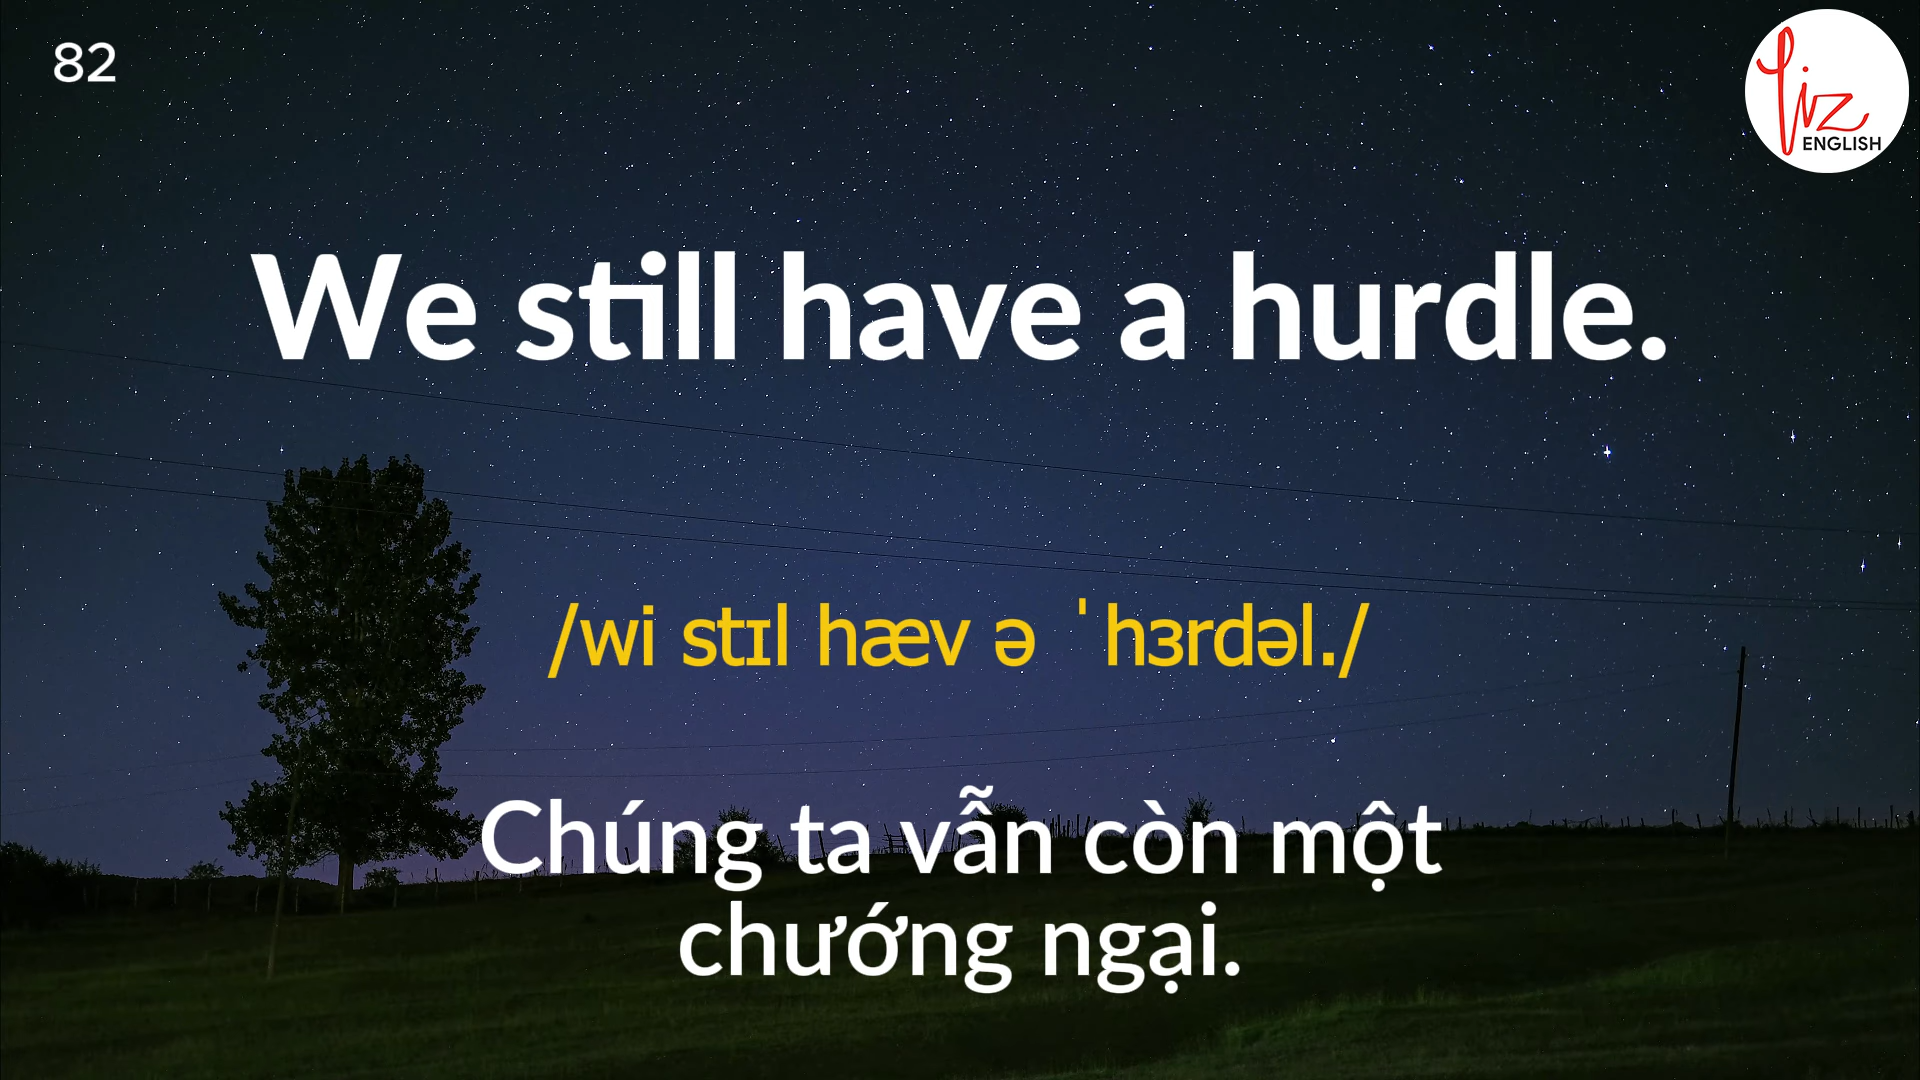 82
Liz
ENGLISH
We still have a hurdle.
/wi stɪl hæv ə ˈhɜrdəl./
Chúng ta vẫn còn một
chướng ngại.